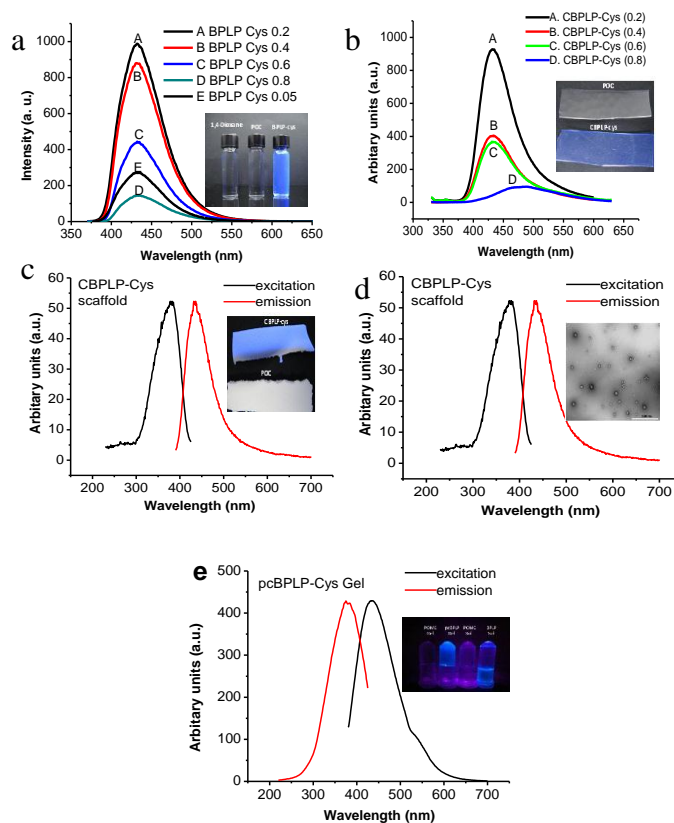 a
A BPLP Cys 0.2
B BPLP Cys 0.4
C BPLP Cys 0.6
D BPLP Cys 0.8
E BPLP Cys 0.05
A
B
C
E
D
1,4 Dioxane POC BPLP-cys
Intensity (a. u.)
1000
800
600
400
200
0
350 400 450 500 550 600 650
Wavelength (nm)
b
A. CBPLP-Cys (0.2)
B. CBPLP-Cys (0.4)
C. CBPLP-Cys (0.6)
D. CBPLP-Cys (0.8)
A
B
C
D
POC
CBPLP-cys
Arbitary units (a.u.)
1000
800
600
400
200
0
350 400 450 500 550 600 650
Wavelength (nm)
c
CBPLP-Cys
scaffold
excitation
emission
CBPLP-cys
POC
Arbitary units (a.u.)
60
50
40
30
20
10
0
200 300 400 500 600 700
Wavelength (nm)
d
CBPLP-Cys
scaffold
excitation
emission
Arbitary units (a.u.)
60
50
40
30
20
10
0
200 300 400 500 600 700
Wavelength (nm)
e
pcBPLP-Cys Gel
excitation
emission
POMC pcBPLP POMC BPLP
Arbitary units (a.u.)
500
400
300
200
100
0
200 300 400 500 600 700
Wavelength (nm)